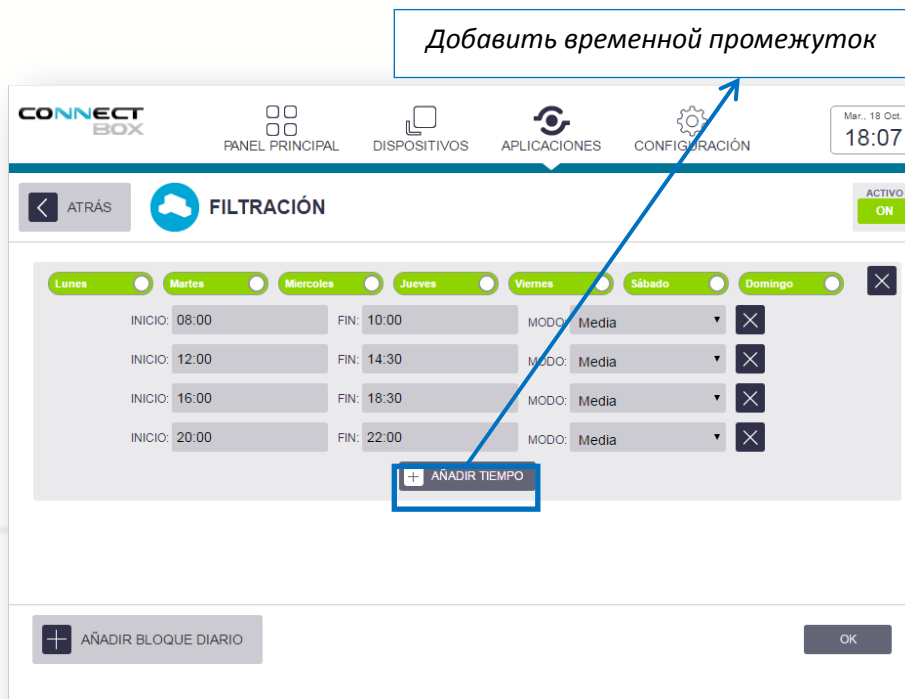 Добавить временной промежуток
CONNECT
BOX
PANEL PRINCIPAL
DISPOSITIVOS
APLICACIONES
CONFIGURACIÓN
Mar., 18 Oct.
18:07
ATRÁS
FILTRACIÓN
ACTIVO
ON
Lunes Martes Miercoles Jueves Viernes Sábado Domingo
INICIO: 08:00 FIN: 10:00 MODO: Media
INICIO: 12:00 FIN: 14:30 MODO: Media
INICIO: 16:00 FIN: 18:30 MODO: Media
INICIO: 20:00 FIN: 22:00 MODO: Media
AÑADIR TIEMPO
AÑADIR BLOQUE DIARIO
OK